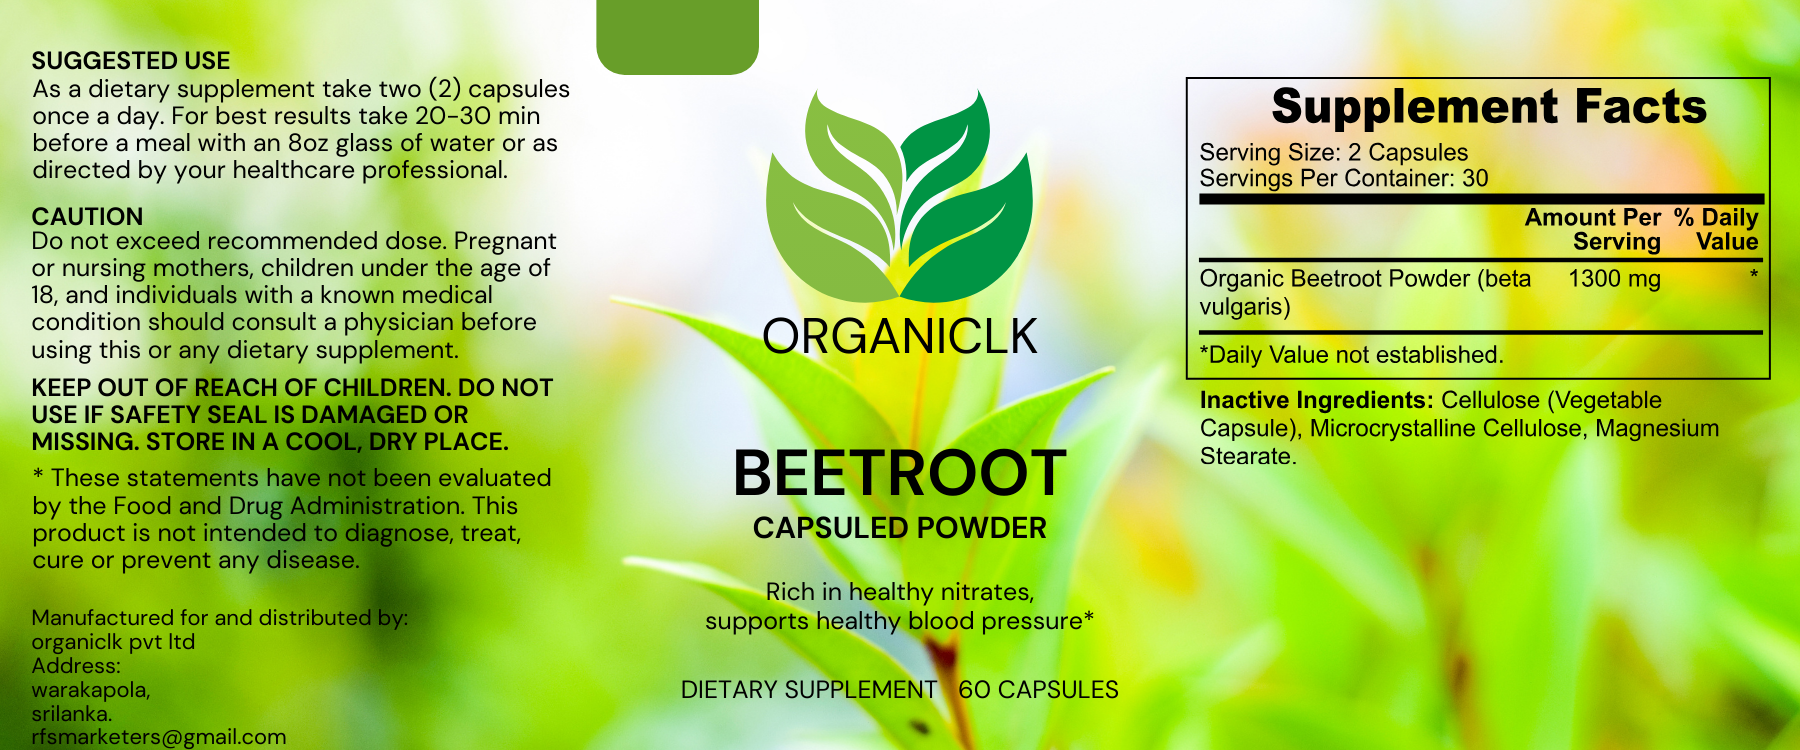 SUGGESTED USE
As a dietary supplement take two (2) capsules
once a day. For best results take 20-30 min
before a meal with an 8oz glass of water or as
directed by your healthcare professional.
CAUTION
Do not exceed recommended dose. Pregnant
or nursing mothers, children under the age of
18, and individuals with a known medical
condition should consult a physician before
using this or any dietary supplement.
KEEP OUT OF REACH OF CHILDREN. DO NOT
USE IF SAFETY SEAL IS DAMAGED OR
MISSING. STORE IN A COOL, DRY PLACE.
* These statements have not been evaluated
by the Food and Drug Administration. This
product is not intended to diagnose, treat,
cure or prevent any disease.
Manufactured for and distributed by:
organiclk pvt ltd
Address:
warakapola,
srilanka.
rfsmarketers@gmail.com
ORGANICLK
BEETROOT
CAPSULED POWDER
Rich in healthy nitrates,
supports healthy blood pressure*
DIETARY SUPPLEMENT 60 CAPSULES
Supplement Facts
Serving Size: 2 Capsules
Servings Per Container: 30
Amount Per % Daily
Serving Value
Organic Beetroot Powder (beta 1300 mg *
vulgaris)
*Daily Value not established.
Inactive Ingredients: Cellulose (Vegetable
Capsule), Microcrystalline Cellulose, Magnesium
Stearate.